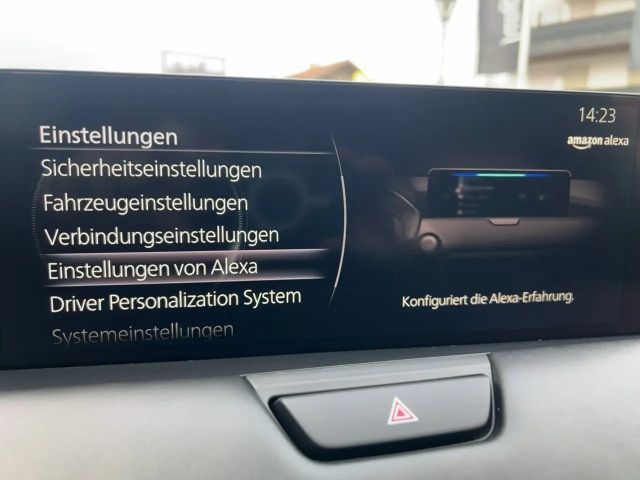 14:23
Einstellungen
amazon alexa
Sicherheitseinstellungen
Fahrzeugeinstellungen
Verbindungseinstellungen
Einstellungen von Alexa
Driver Personalization System
Konfiguriert die Alexa-Erfahrung.
Systemeinstellungen